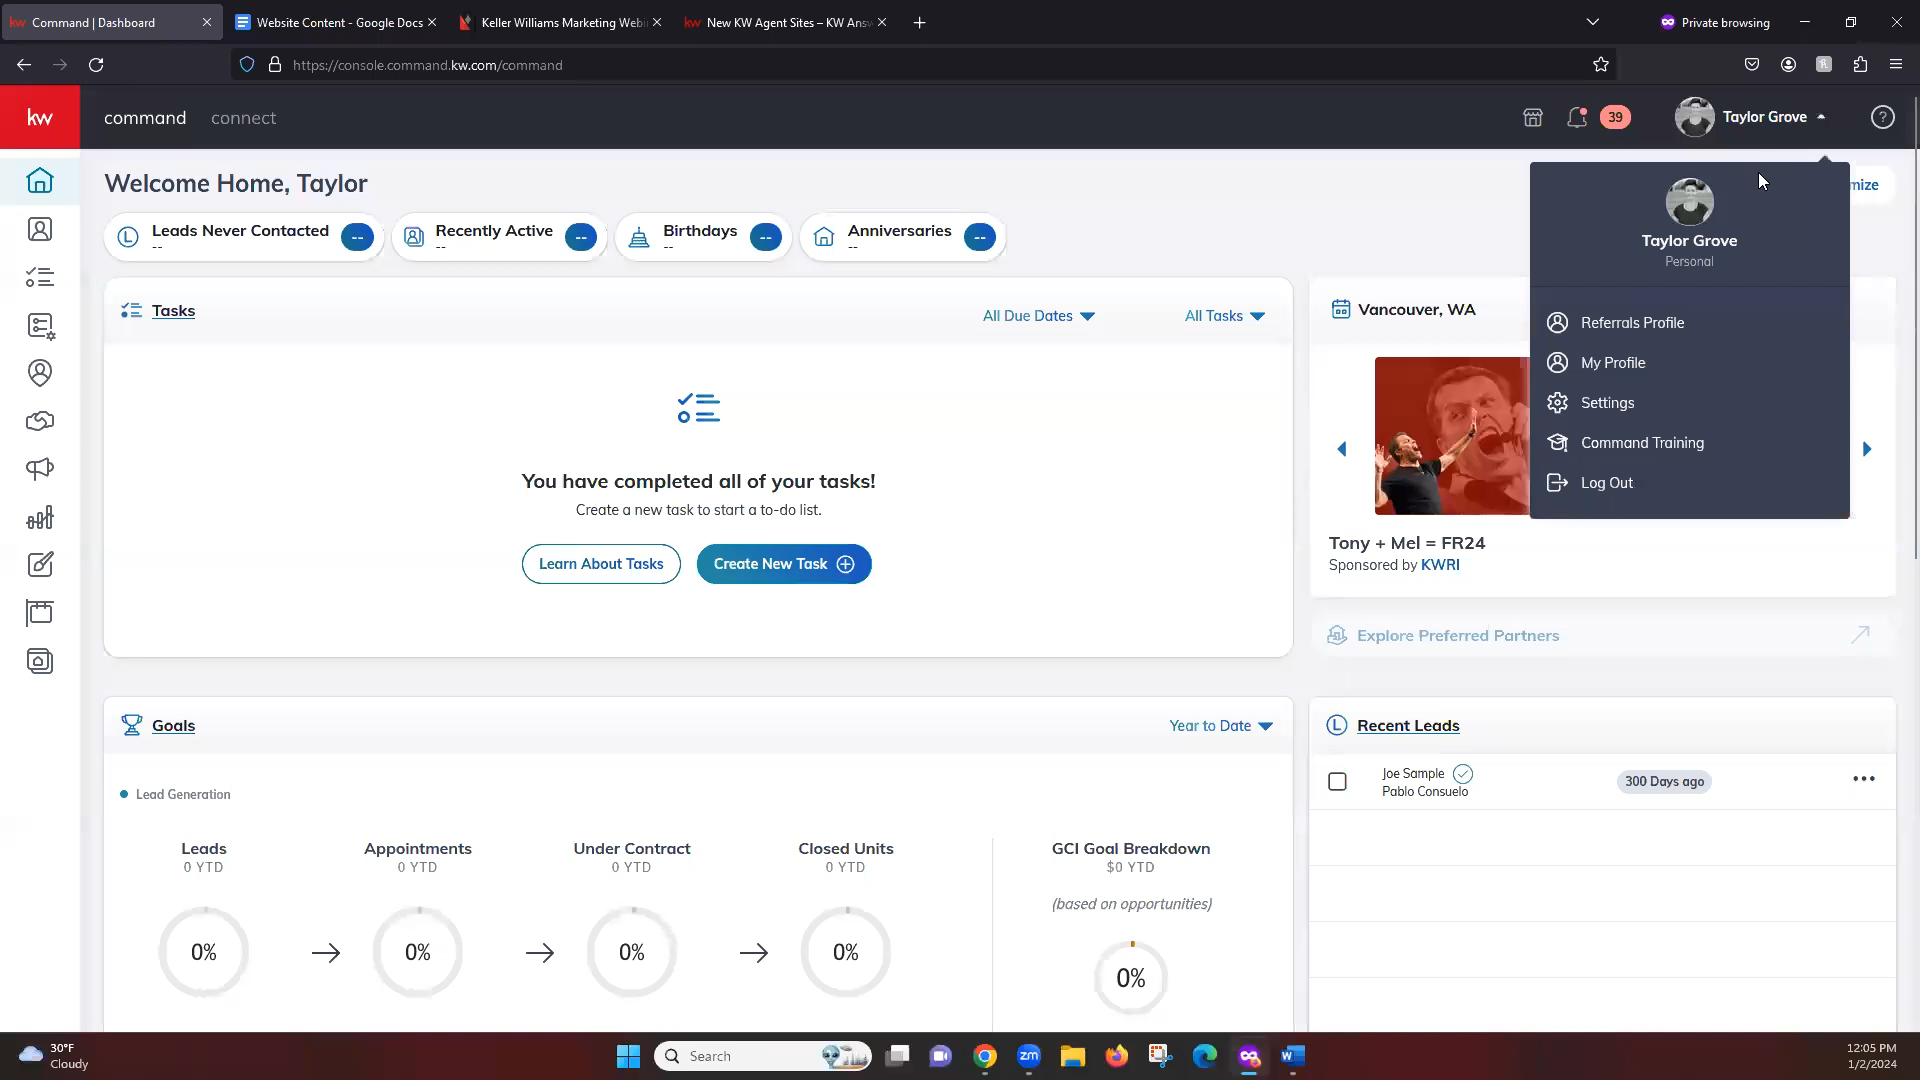 Command | Dashboard
Website Content - Google Docs
Keller Williams Marketing Webi
New KW Agent Sites – KW Ans
Private browsing
https://console.command.kw.com/command
kw
command
connect
39
Taylor Grove
?
Welcome Home, Taylor
mize
Leads Never Contacted
--
--
Recently Active
--
--
Birthdays
--
--
Anniversaries
--
--
Taylor Grove
Personal
Referrals Profile
My Profile
Settings
Command Training
Log Out
Tasks
All Due Dates
All Tasks
You have completed all of your tasks!
Create a new task to start a to-do list.
Learn About Tasks
Create New Task
Vancouver, WA
Tony + Mel = FR24
Sponsored by KWRI
Explore Preferred Partners
Goals
Year to Date
Lead Generation
Leads
0 YTD
0%
Appointments
0 YTD
0%
Under Contract
0 YTD
0%
Closed Units
0 YTD
0%
GCI Goal Breakdown
$0 YTD
(based on opportunities)
0%
Recent Leads
Joe Sample
Pablo Consuelo
300 Days ago
30°F
Cloudy
Search
zm
12:05 PM
1/2/2024